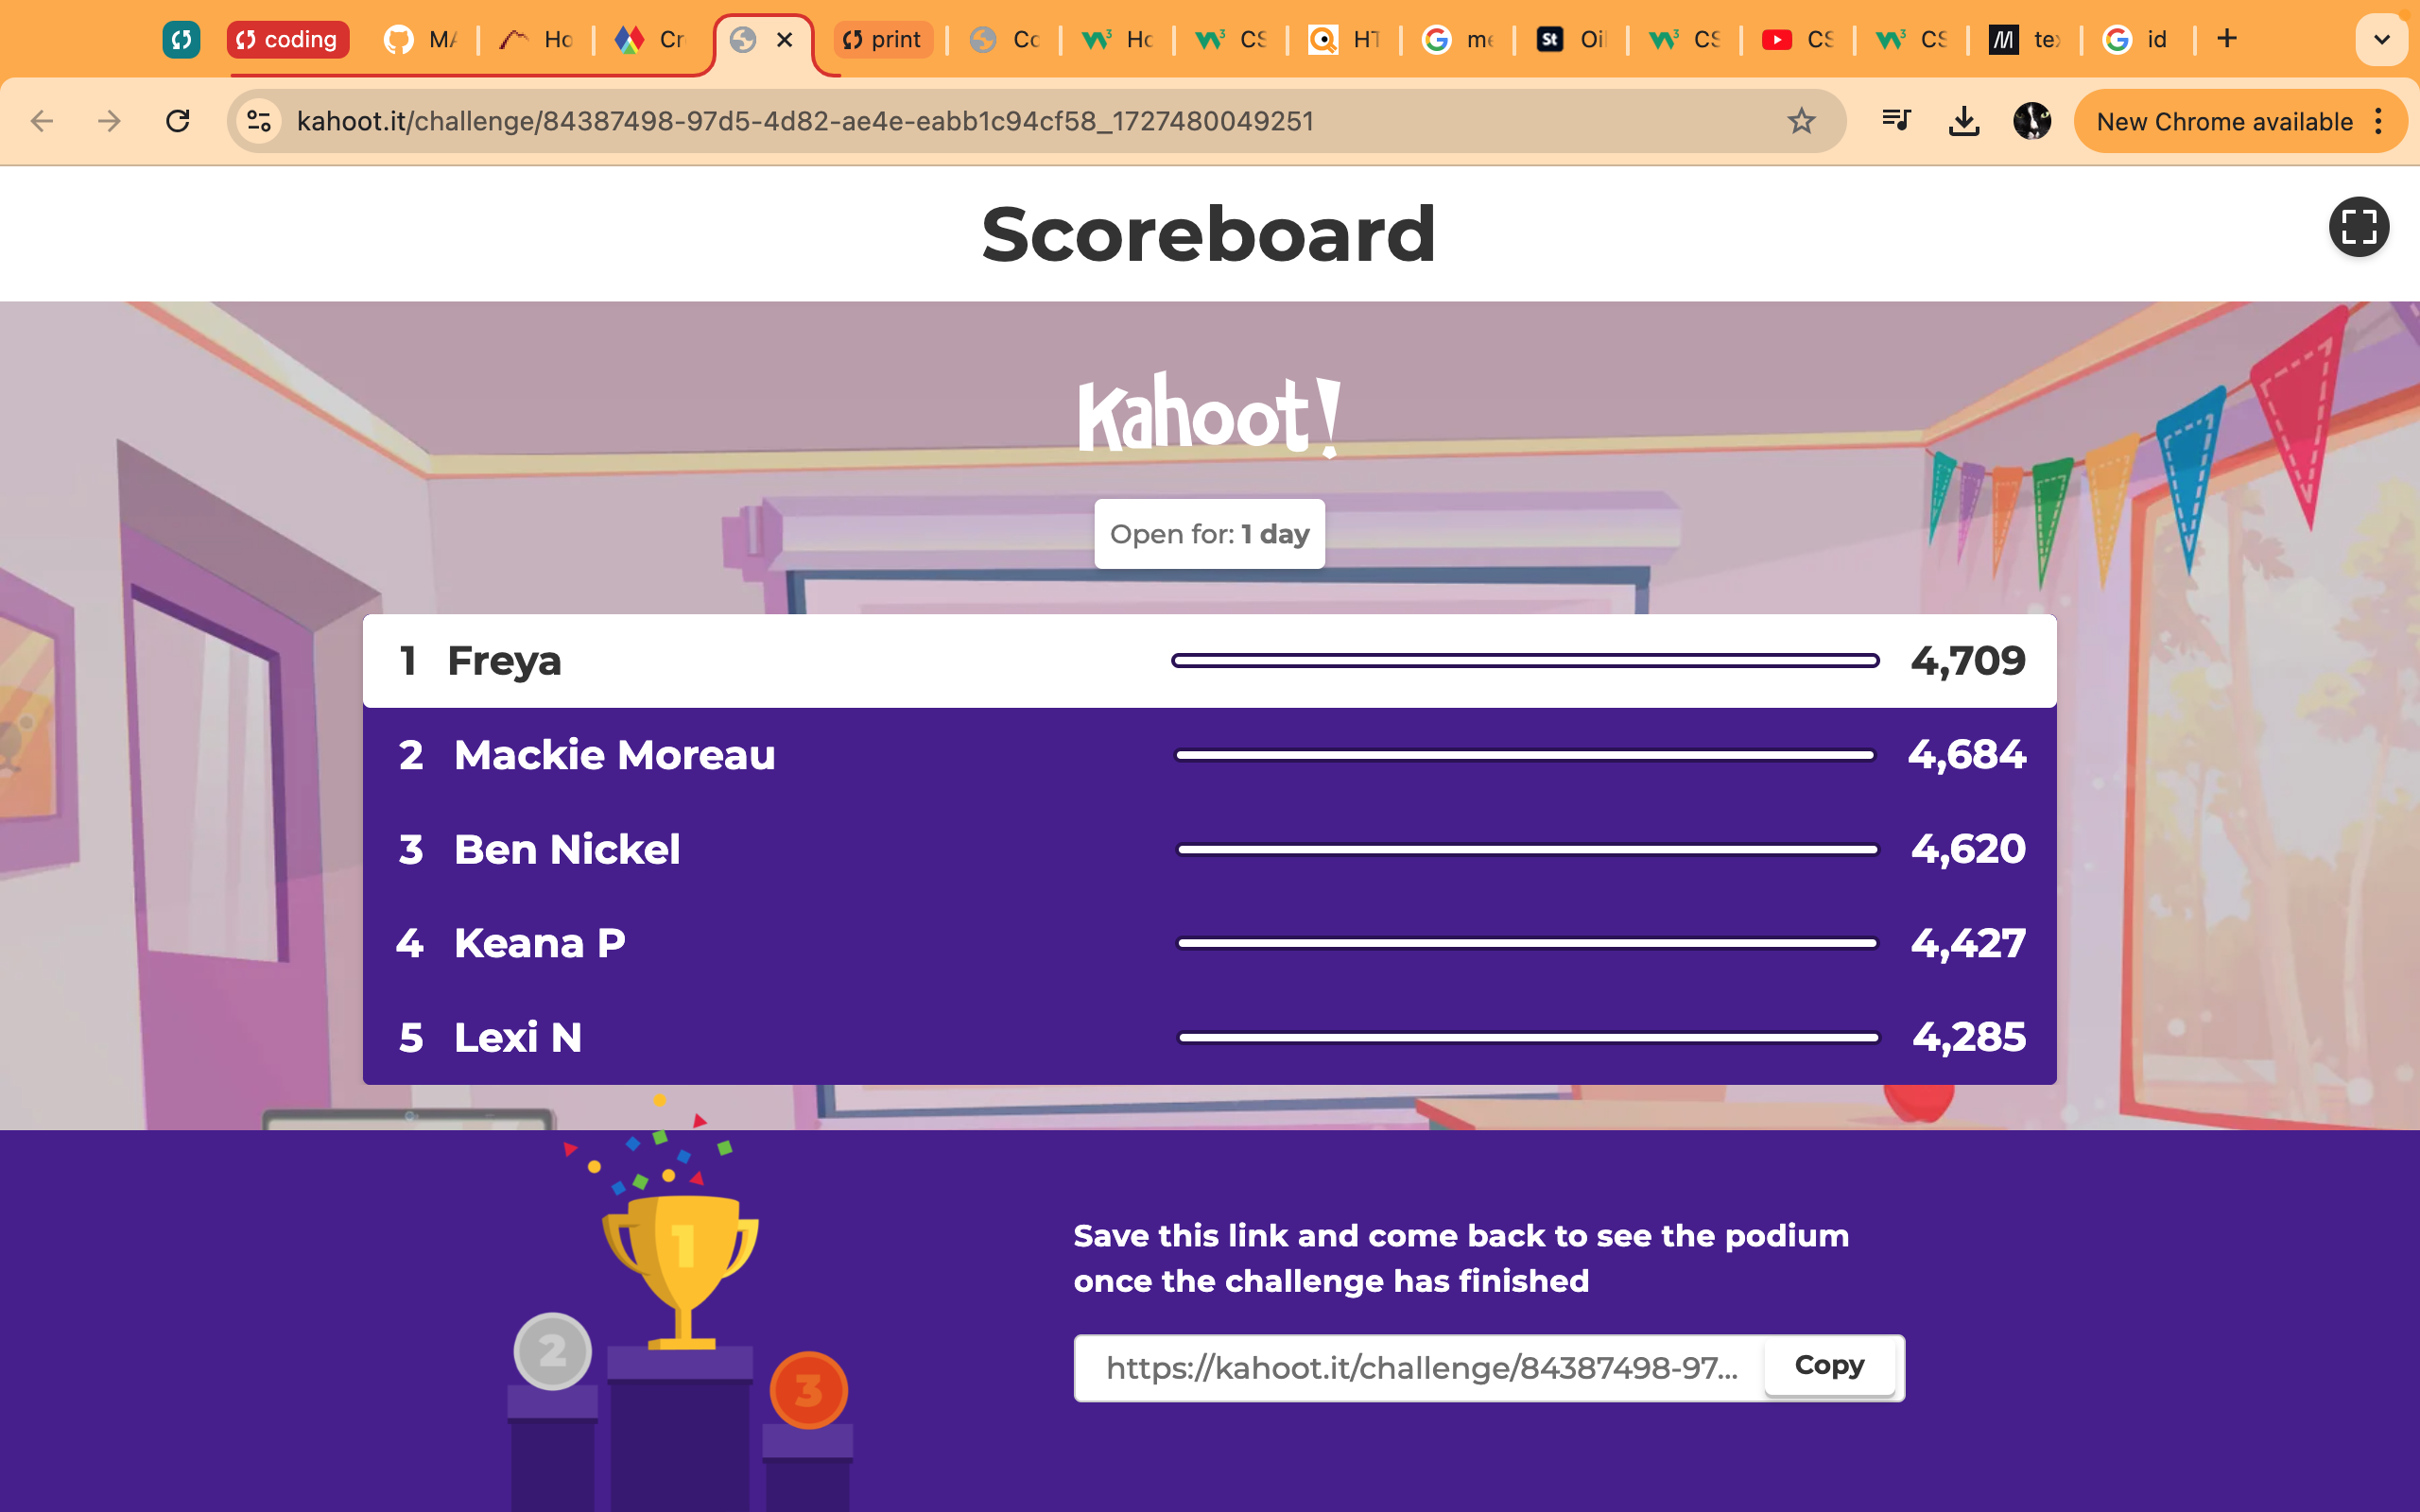 coding MA Ho Cr print Co Ho CS HT me Oil CS CS CS te id
kahoot.it/challenge/84387498-97d5-4d82-ae4e-eabb1c94cf58_1727480049251 New Chrome available
Scoreboard
Kahoot!
Open for: 1 day
1 Freya 4,709
2 Mackie Moreau 4,684
3 Ben Nickel 4,620
4 Keana P 4,427
5 Lexi N 4,285
1
2
3
Save this link and come back to see the podium
once the challenge has finished
https://kahoot.it/challenge/84387498-97... Copy